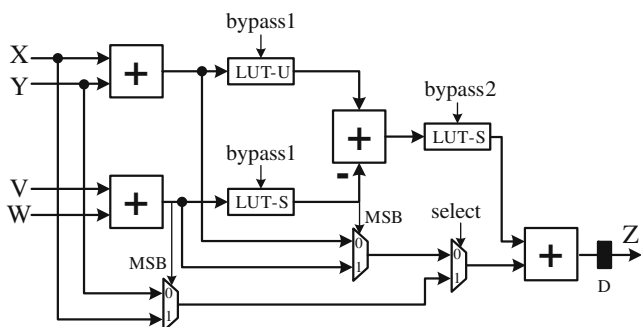 bypass1
X
Y
+
LUT-U
bypass2
+
LUT-S
bypass1
-
V
W
+
LUT-S
MSB
select
MSB
0
1
0
1
+
Z
D
0
1